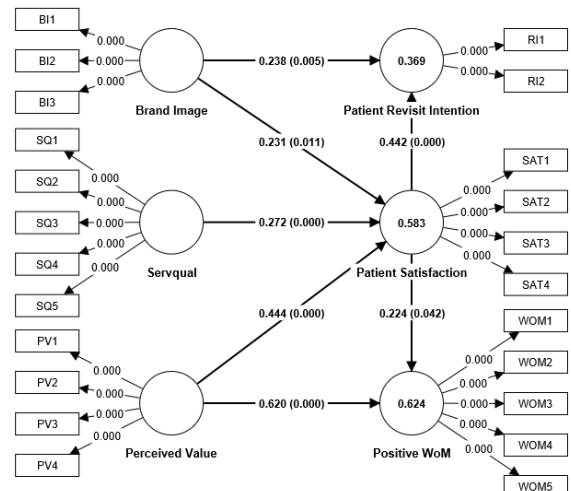 BI1
BI2
BI3
0.000
0.000
0.000
Brand Image
0.238 (0.005)
0.369
Patient Revisit Intention
0.000
0.000
RI1
RI2
0.231 (0.011)
0.442 (0.000)
SQ1
SQ2
SQ3
SQ4
SQ5
0.000
0.000
0.000
0.000
0.000
Servqual
0.272 (0.000)
0.583
Patient Satisfaction
0.000
0.000
0.000
0.000
SAT1
SAT2
SAT3
SAT4
0.444 (0.000)
0.224 (0.042)
PV1
PV2
PV3
PV4
0.000
0.000
0.000
0.000
Perceived Value
0.620 (0.000)
0.624
Positive WoM
0.000
0.000
0.000
0.000
0.000
WOM1
WOM2
WOM3
WOM4
WOM5